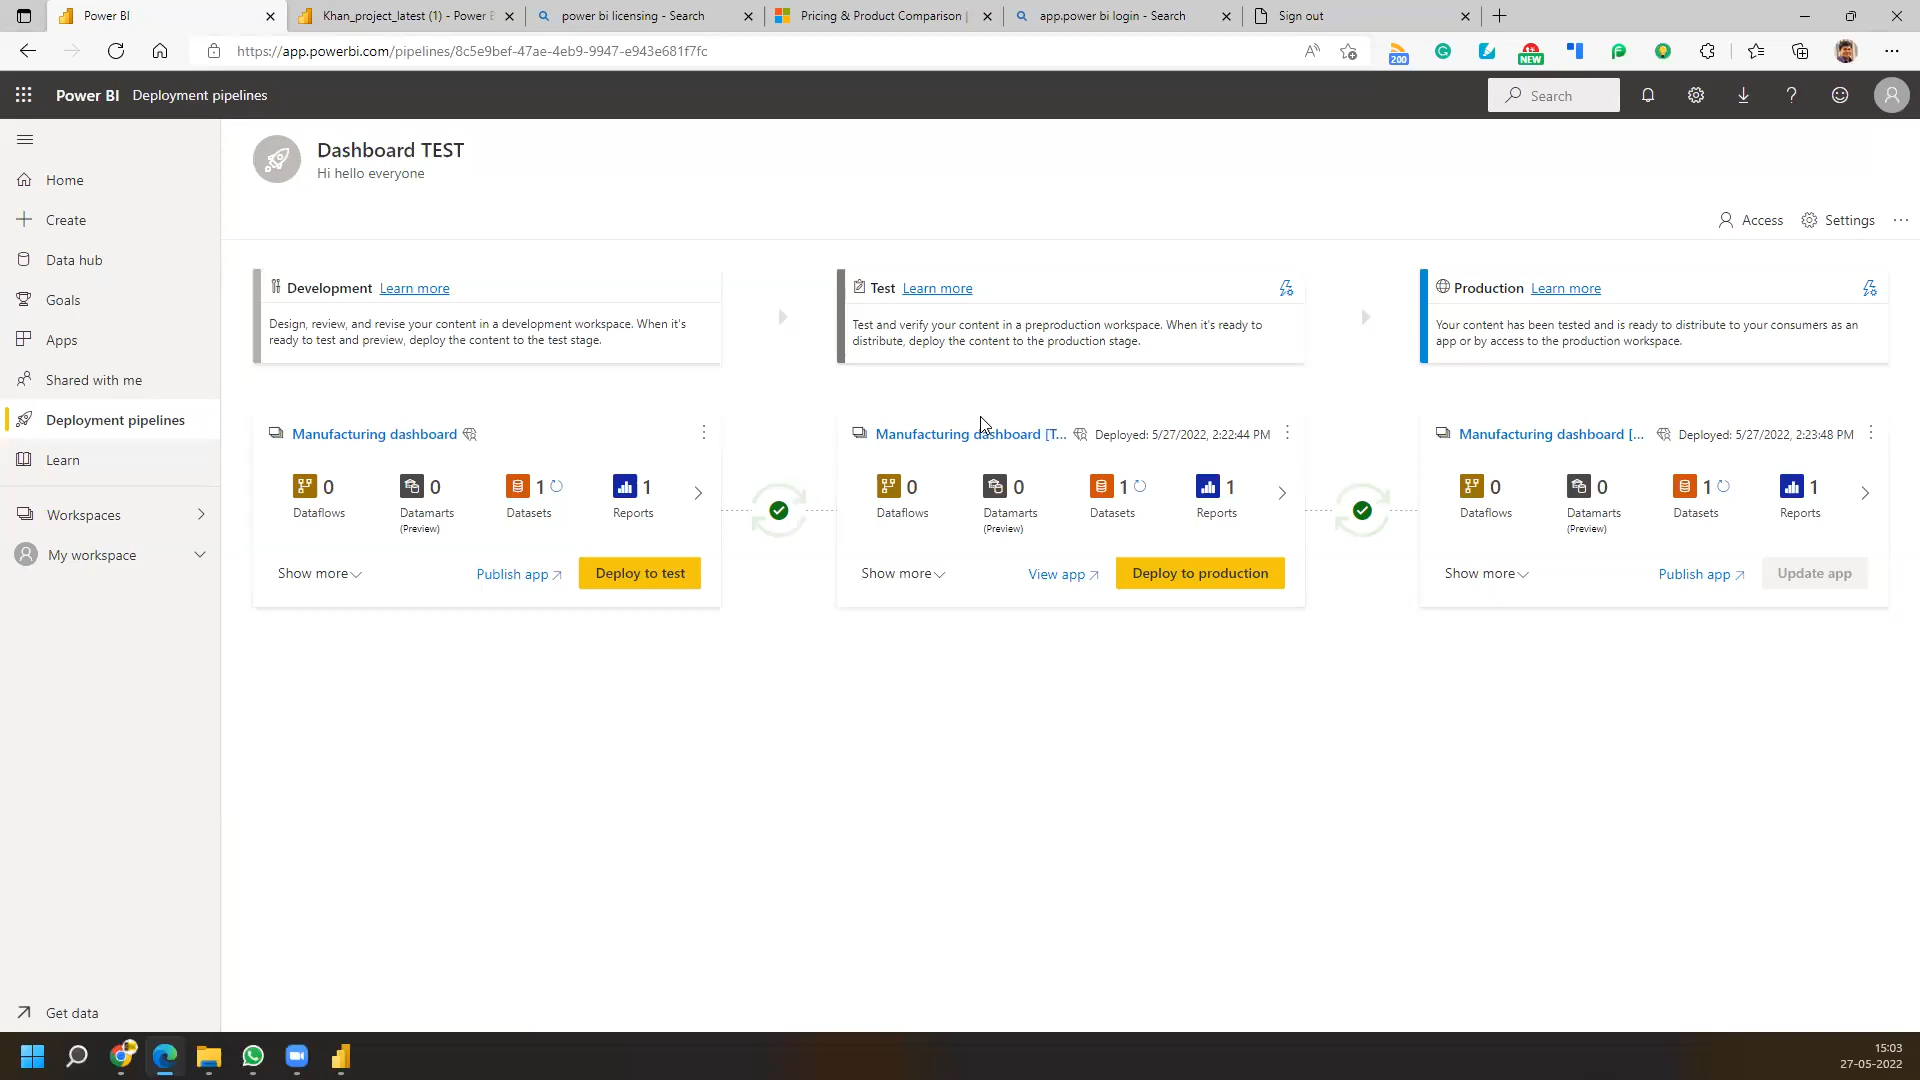 Power BI
Khan_project_latest (1) - Power B
power bi licensing - Search
Pricing & Product Comparison |
app.power bi login - Search
Sign out
https://app.powerbi.com/pipelines/8c5e9bef-47ae-4eb9-9947-e943e681f7fc
200
NEW
Power BI Deployment pipelines
Search
Dashboard TEST
Hi hello everyone
Home
Create
Data hub
Goals
Apps
Shared with me
Deployment pipelines
Learn
Workspaces
My workspace
Get data
Access
Settings
Development Learn more
Design, review, and revise your content in a development workspace. When it's
ready to test and preview, deploy the content to the test stage.
Test Learn more
Test and verify your content in a preproduction workspace. When it's ready to
distribute, deploy the content to the production stage.
Production Learn more
Your content has been tested and is ready to distribute to your consumers as an
app or by access to the production workspace.
Manufacturing dashboard
0 0 1 1
Dataflows Datamarts Datasets Reports
(Preview)
Show more Publish app Deploy to test
Manufacturing dashboard [T... Deployed: 5/27/2022, 2:22:44 PM
0 0 1 1
Dataflows Datamarts Datasets Reports
(Preview)
Show more View app Deploy to production
Manufacturing dashboard [... Deployed: 5/27/2022, 2:23:48 PM
0 0 1 1
Dataflows Datamarts Datasets Reports
(Preview)
Show more Publish app Update app
15:03
27-05-2022